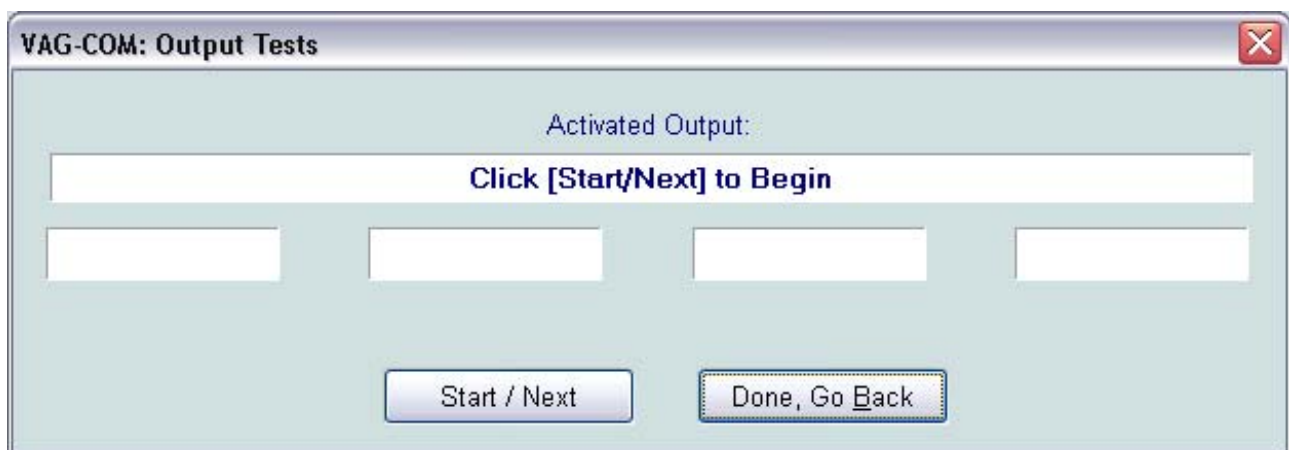 VAG-COM: Output Tests
Activated Output:
Click [Start/Next] to Begin
Start / Next
Done, Go Back